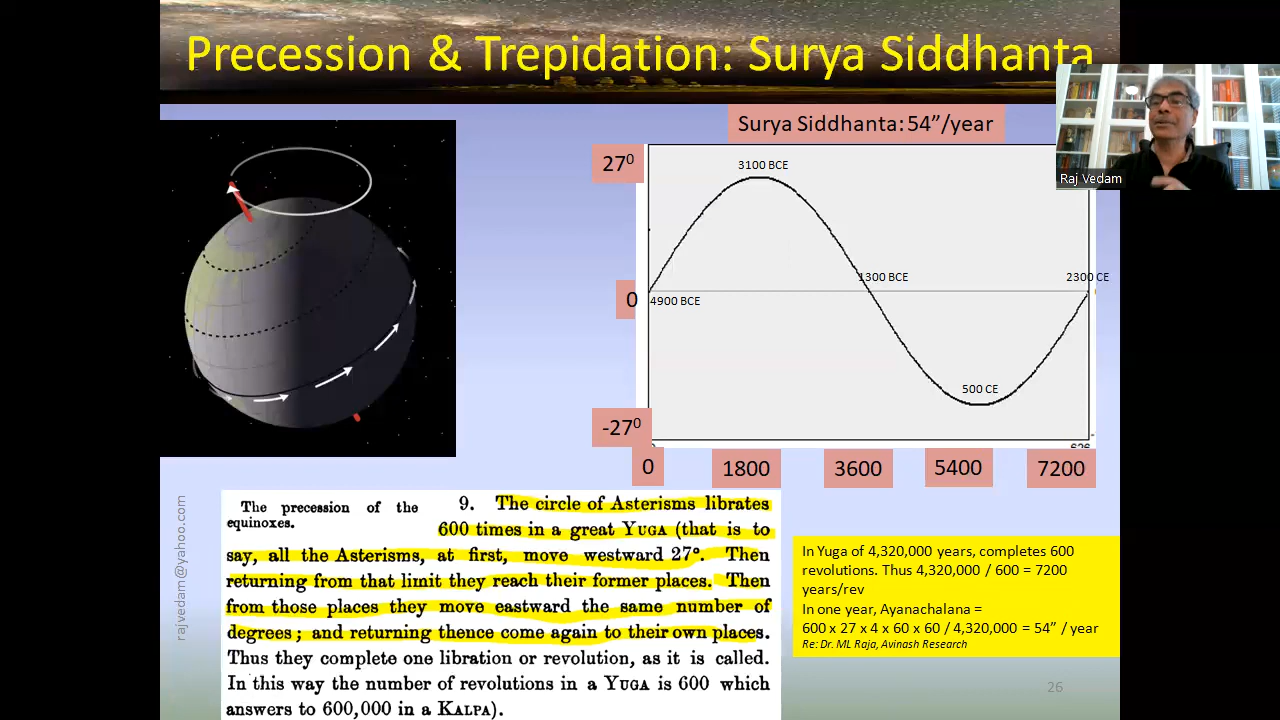 Precession & Trepidation: Surya Siddhanta
Raj Vedam
Surya Siddhanta: 54”/year
27⁰
3100 BCE
1300 BCE
2300 CE
0
4900 BCE
500 CE
-27⁰
0
1800
3600
5400
7200
rajvedam@yahoo.com
The precession of the
equinoxes.
9. The circle of Asterisms librates
600 times in a great YUGA (that is to
say, all the Asterisms, at first, move westward 27°. Then
returning from that limit they reach their former places. Then
from those places they move eastward the same number of
degrees; and returning thence come again to their own places.
Thus they complete one libration or revolution, as it is called.
In this way the number of revolutions in a YUGA is 600 which
answers to 600,000 in a KALPA).
In Yuga of 4,320,000 years, completes 600
revolutions. Thus 4,320,000 / 600 = 7200
years/rev
In one year, Ayanachalana =
600 x 27 x 4 x 60 x 60 / 4,320,000 = 54” / year
Re: Dr. ML Raja, Avinash Research
26